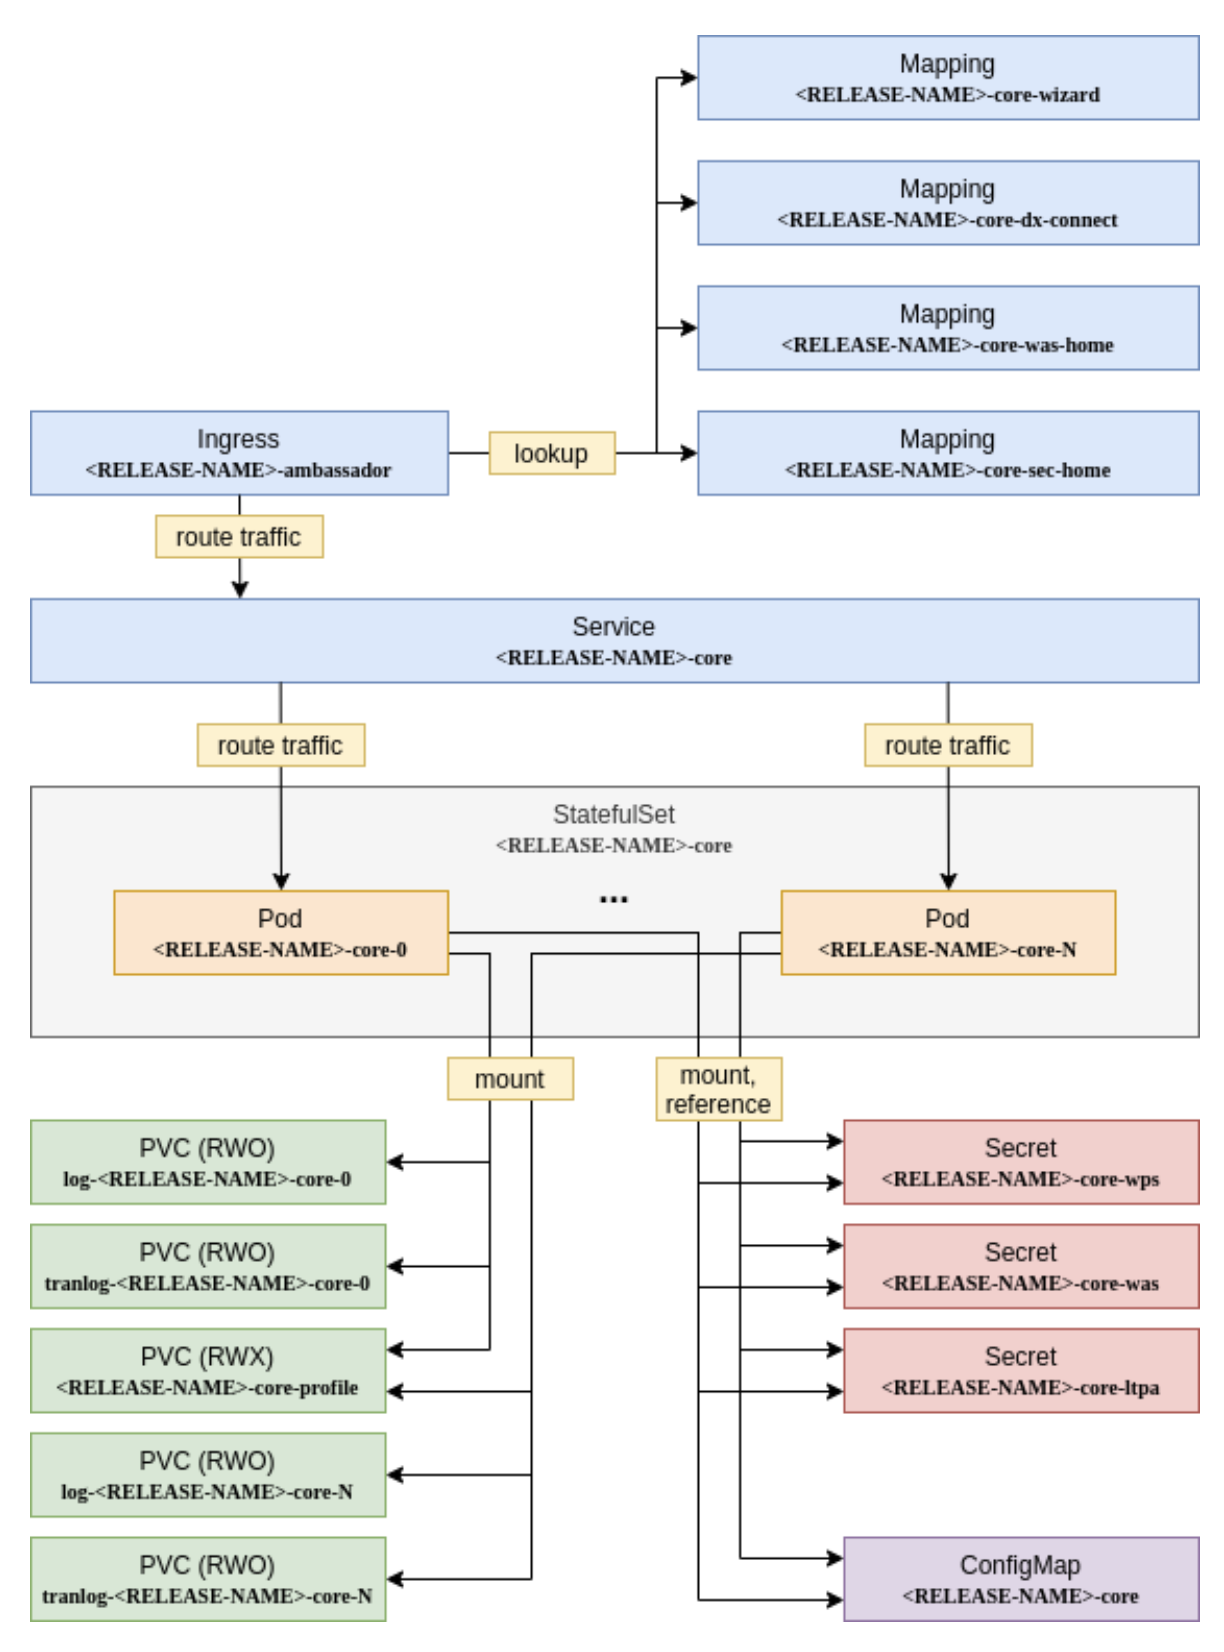 Mapping
<RELEASE-NAME>-core-wizard
Mapping
<RELEASE-NAME>-core-dx-connect
Mapping
<RELEASE-NAME>-core-was-home
Ingress
<RELEASE-NAME>-ambassador
lookup
Mapping
<RELEASE-NAME>-core-sec-home
route traffic
Service
<RELEASE-NAME>-core
route traffic
route traffic
StatefulSet
<RELEASE-NAME>-core
...
Pod
<RELEASE-NAME>-core-0
Pod
<RELEASE-NAME>-core-N
mount
mount,
reference
PVC (RWO)
log-<RELEASE-NAME>-core-0
Secret
<RELEASE-NAME>-core-wps
PVC (RWO)
tranlog-<RELEASE-NAME>-core-0
Secret
<RELEASE-NAME>-core-was
PVC (RWX)
<RELEASE-NAME>-core-profile
Secret
<RELEASE-NAME>-core-ltpa
PVC (RWO)
log-<RELEASE-NAME>-core-N
PVC (RWO)
tranlog-<RELEASE-NAME>-core-N
ConfigMap
<RELEASE-NAME>-core